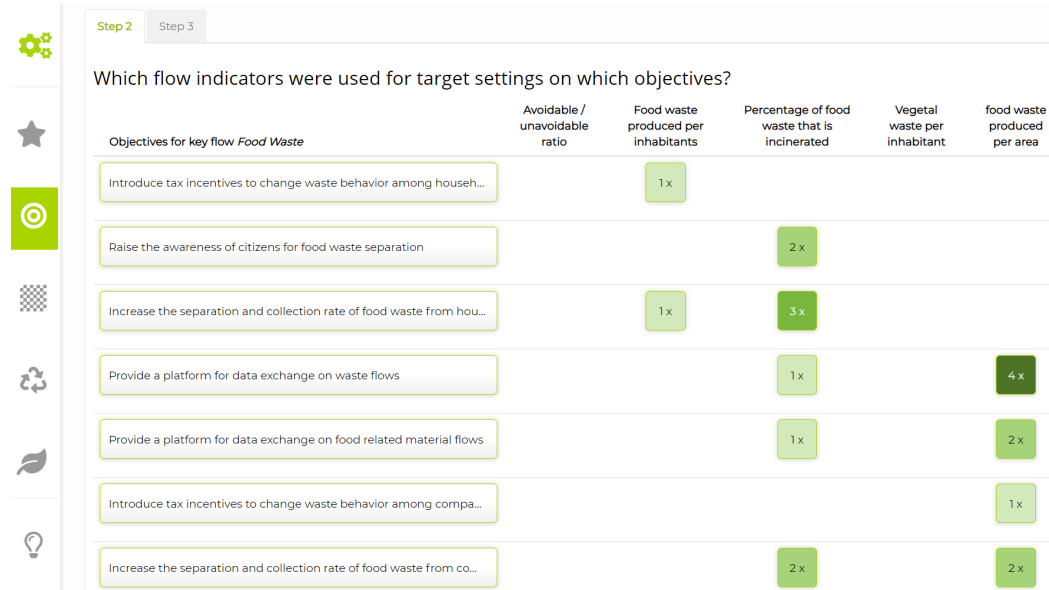 Step 2 Step 3
Which flow indicators were used for target settings on which objectives?
Objectives for key flow Food Waste
Avoidable /
unavoidable
ratio
Food waste
produced per
inhabitants
Percentage of food
waste that is
incinerated
Vegetal
waste per
inhabitant
food waste
produced
per area
Introduce tax incentives to change waste behavior among househ... 1 x
Raise the awareness of citizens for food waste separation 2 x
Increase the separation and collection rate of food waste from hou... 1 x 3 x
Provide a platform for data exchange on waste flows 1 x 4 x
Provide a platform for data exchange on food related material flows 1 x 2 x
Introduce tax incentives to change waste behavior among compa... 1 x
Increase the separation and collection rate of food waste from co... 2 x 2 x